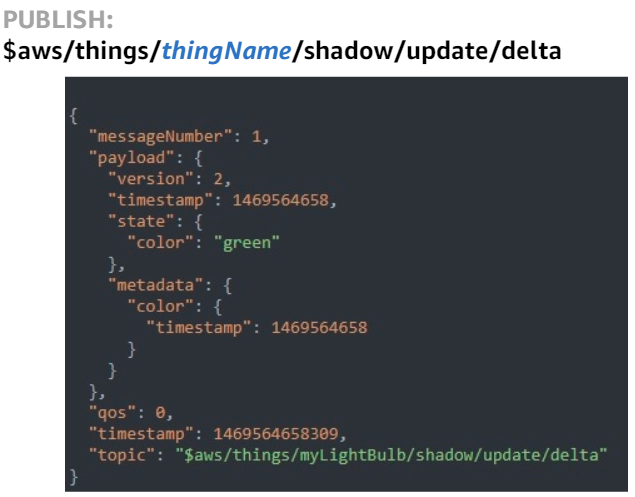 PUBLISH:
$aws/things/thingName/shadow/update/delta
{
"messageNumber": 1,
"payload": {
"version": 2,
"timestamp": 1469564658,
"state": {
"color": "green"
},
"metadata": {
"color": {
"timestamp": 1469564658
}
}
},
"qos": 0,
"timestamp": 1469564658309,
"topic": "$aws/things/myLightBulb/shadow/update/delta"
}